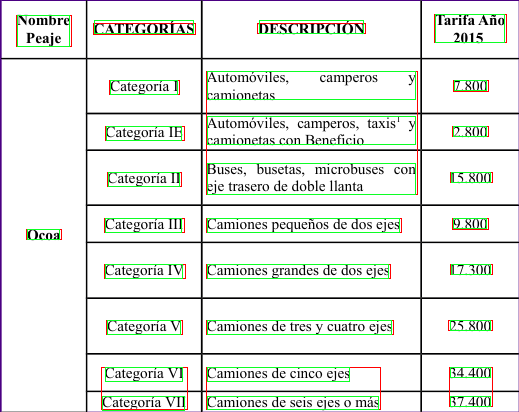 Nombre
Peaje
CATEGORÍAS
DESCRIPCIÓN
Tarifa Año
2015
Ocoa
Categoría I
Automóviles, camperos y
camionetas
7.800
Categoría IE
Automóviles, camperos, taxis¹ y
camionetas con Beneficio
2.800
Categoría II
Buses, busetas, microbuses con
eje trasero de doble llanta
15.800
Categoría III
Camiones pequeños de dos ejes
9.800
Categoría IV
Camiones grandes de dos ejes
17.300
Categoría V
Camiones de tres y cuatro ejes
25.800
Categoría VI
Camiones de cinco ejes
34.400
Categoría VII
Camiones de seis ejes o más
37.400